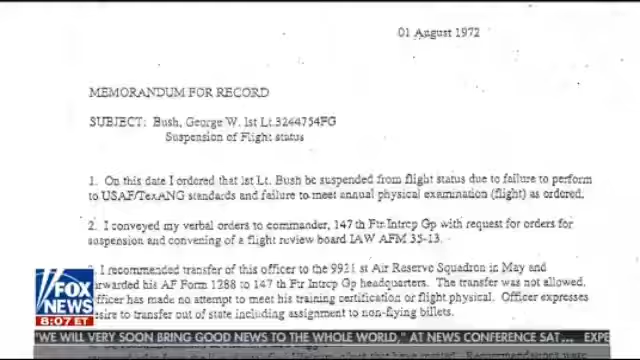 01 August 1972
MEMORANDUM FOR RECORD
SUBJECT: Bush, George W. 1st Lt.3244754FG
Suspension of Flight status
1. On this date I ordered that 1st Lt. Bush be suspended from flight status due to failure to perform
to USAF/TexANG standards and failure to meet annual physical examination (flight) as ordered.
2. I conveyed my verbal orders to commander, 147 th Ftr Intrcp Gp with request for orders for
suspension and convening of a flight review board IAW AFM 35-13.
I recommended transfer of this officer to the 9921 st Air Reserve Squadron in May and
forwarded his AF Form 1288 to 147 th Ftr Intrcp Gp headquarters. The transfer was not allowed.
Officer has made no attempt to meet his training certification or flight physical. Officer expresses
desire to transfer out of state including assignment to non-flying billets.
FOX
NEWS
8:07 ET
"WE WILL VERY SOON BRING GOOD NEWS TO THE WHOLE WORLD," AT NEWS CONFERENCE SAT... EXPE